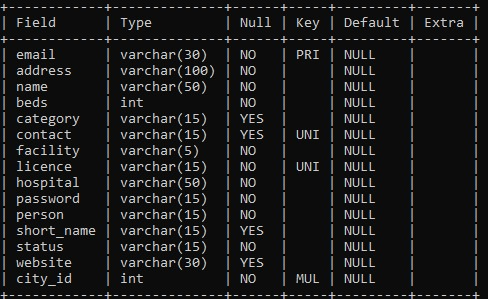 +------------+--------------+------+-----+---------+-------+
| Field      | Type         | Null | Key | Default | Extra |
+------------+--------------+------+-----+---------+-------+
| email      | varchar(30)  | NO   | PRI | NULL    |       |
| address    | varchar(100) | NO   |     | NULL    |       |
| name       | varchar(50)  | NO   |     | NULL    |       |
| beds       | int          | NO   |     | NULL    |       |
| category   | varchar(15)  | YES  |     | NULL    |       |
| contact    | varchar(15)  | YES  | UNI | NULL    |       |
| facility   | varchar(5)   | NO   |     | NULL    |       |
| licence    | varchar(15)  | NO   | UNI | NULL    |       |
| hospital   | varchar(50)  | NO   |     | NULL    |       |
| password   | varchar(15)  | NO   |     | NULL    |       |
| person     | varchar(15)  | NO   |     | NULL    |       |
| short_name | varchar(15)  | YES  |     | NULL    |       |
| status     | varchar(15)  | NO   |     | NULL    |       |
| website    | varchar(30)  | YES  |     | NULL    |       |
| city_id    | int          | NO   | MUL | NULL    |       |
+------------+--------------+------+-----+---------+-------+